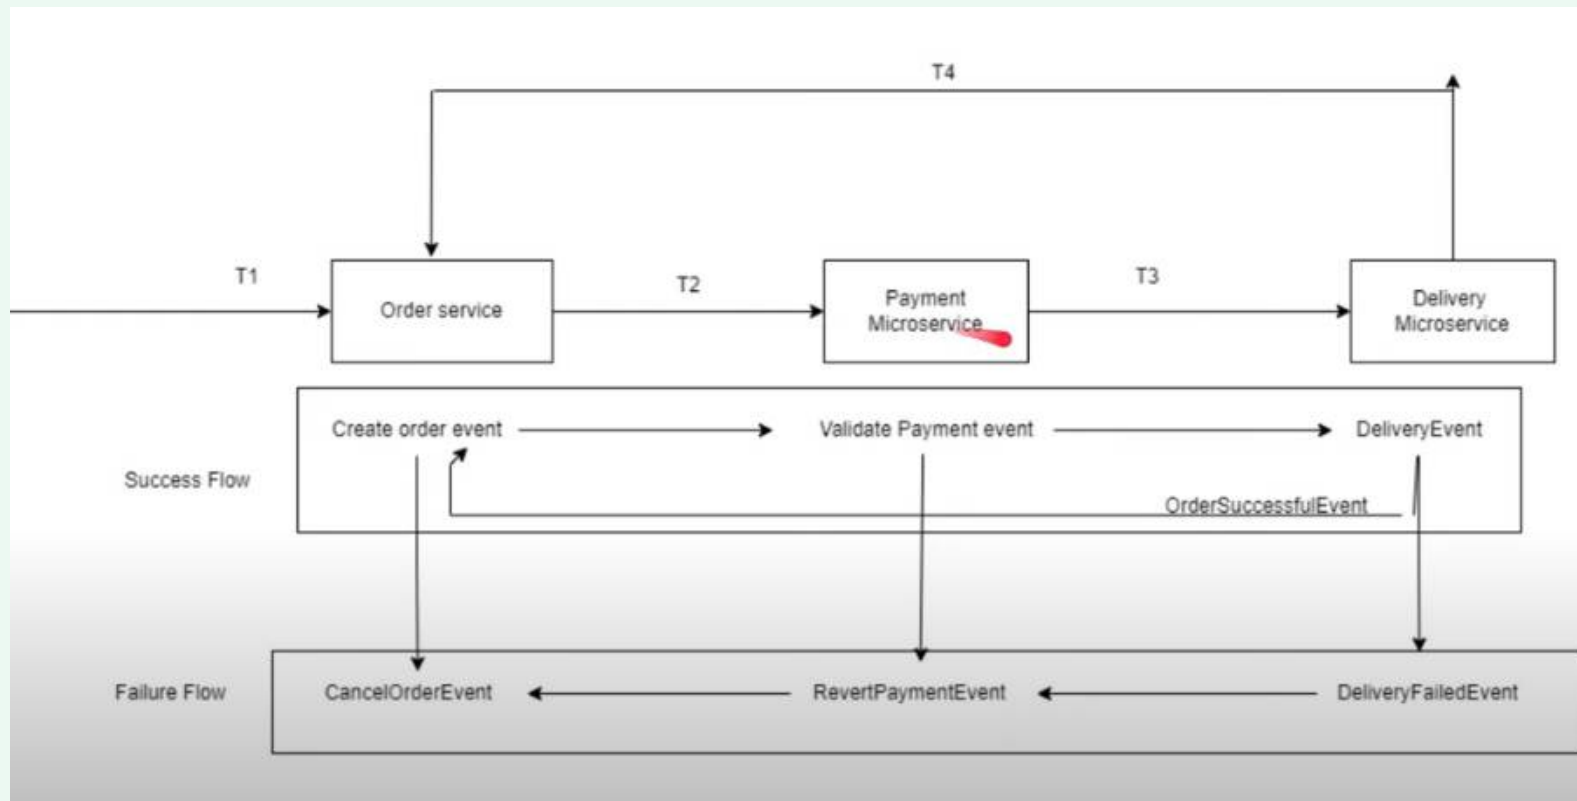 T4
T1
T2
T3
Order service
Payment
Microservice
Delivery
Microservice
Create order event
Validate Payment event
DeliveryEvent
Success Flow
OrderSuccessfulEvent
Failure Flow
CancelOrderEvent
RevertPaymentEvent
DeliveryFailedEvent